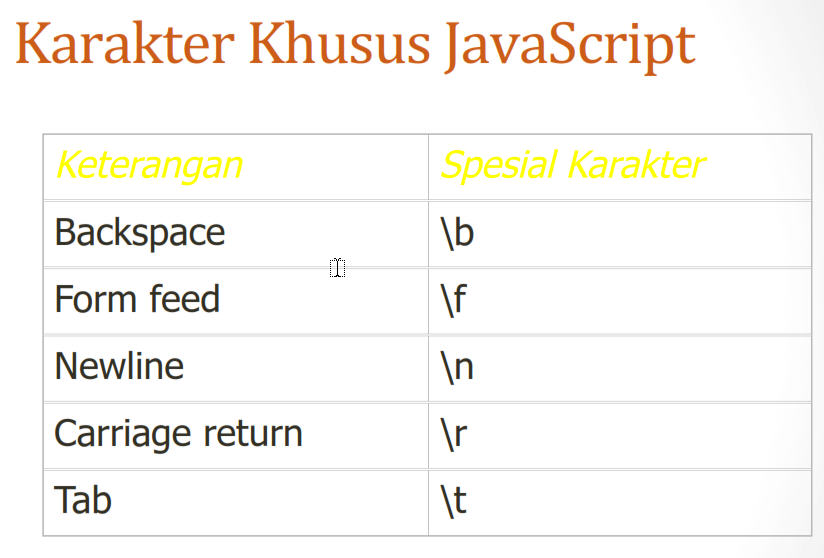 Karakter Khusus JavaScript
Keterangan Spesial Karakter
Backspace \b
Form feed \f
Newline \n
Carriage return \r
Tab \t